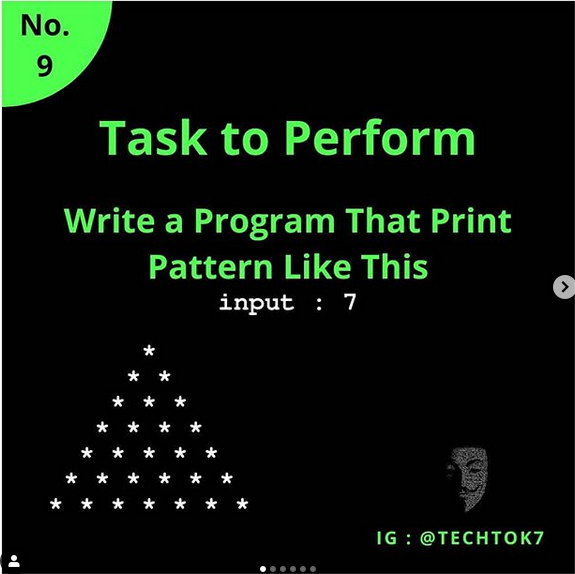 No.
9
Task to Perform
Write a Program That Print
Pattern Like This
input : 7
*
* *
* * *
* * * *
* * * * *
* * * * * *
* * * * * * *
IG : @TECHTOK7